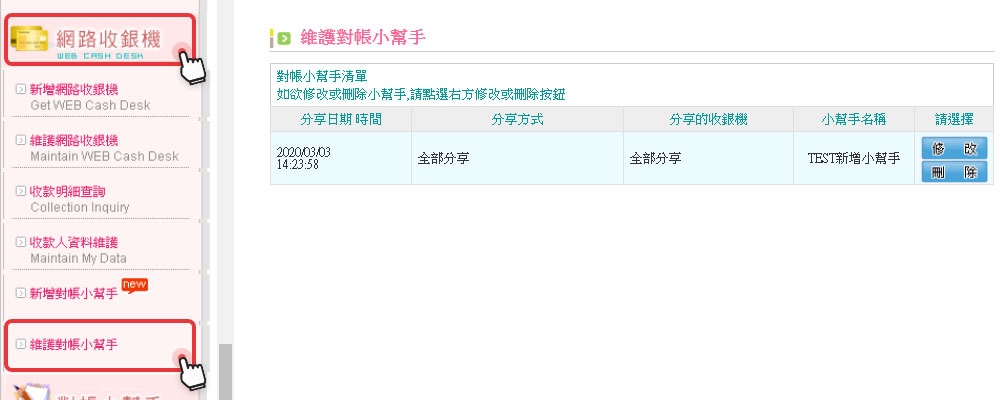 網路收銀機
WEB CASH DESK
新增網路收銀機
Get WEB Cash Desk
維護網路收銀機
Maintain WEB Cash Desk
收款明細查詢
Collection Inquiry
收款人資料維護
Maintain My Data
新增對帳小幫手 new
維護對帳小幫手
對帳小幫手
維護對帳小幫手
對帳小幫手清單
如欲修改或刪除小幫手,請點選右方修改或刪除按鈕
分享日期 時間 分享方式 分享的收銀機 小幫手名稱 請選擇
2020/03/03
14:23:58
全部分享 全部分享 TEST新增小幫手
修 改
刪 除